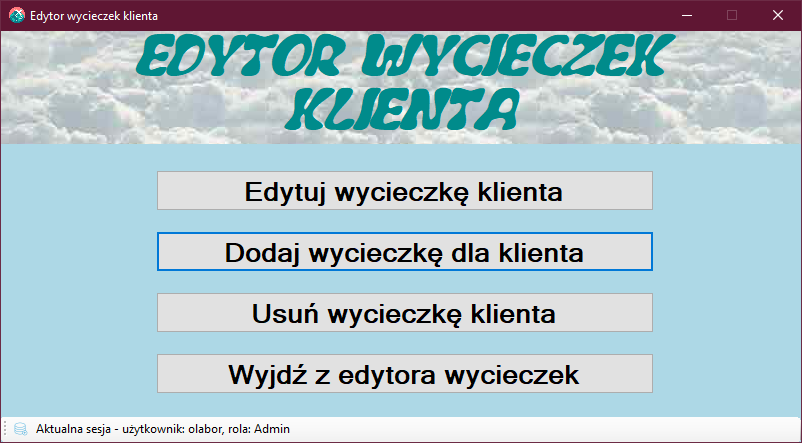 Edytor wycieczek klienta
EDYTOR WYCIECZEK
KLIENTA
Edytuj wycieczkę klienta
Dodaj wycieczkę dla klienta
Usuń wycieczkę klienta
Wyjdź z edytora wycieczek
Aktualna sesja - użytkownik: olabor, rola: Admin